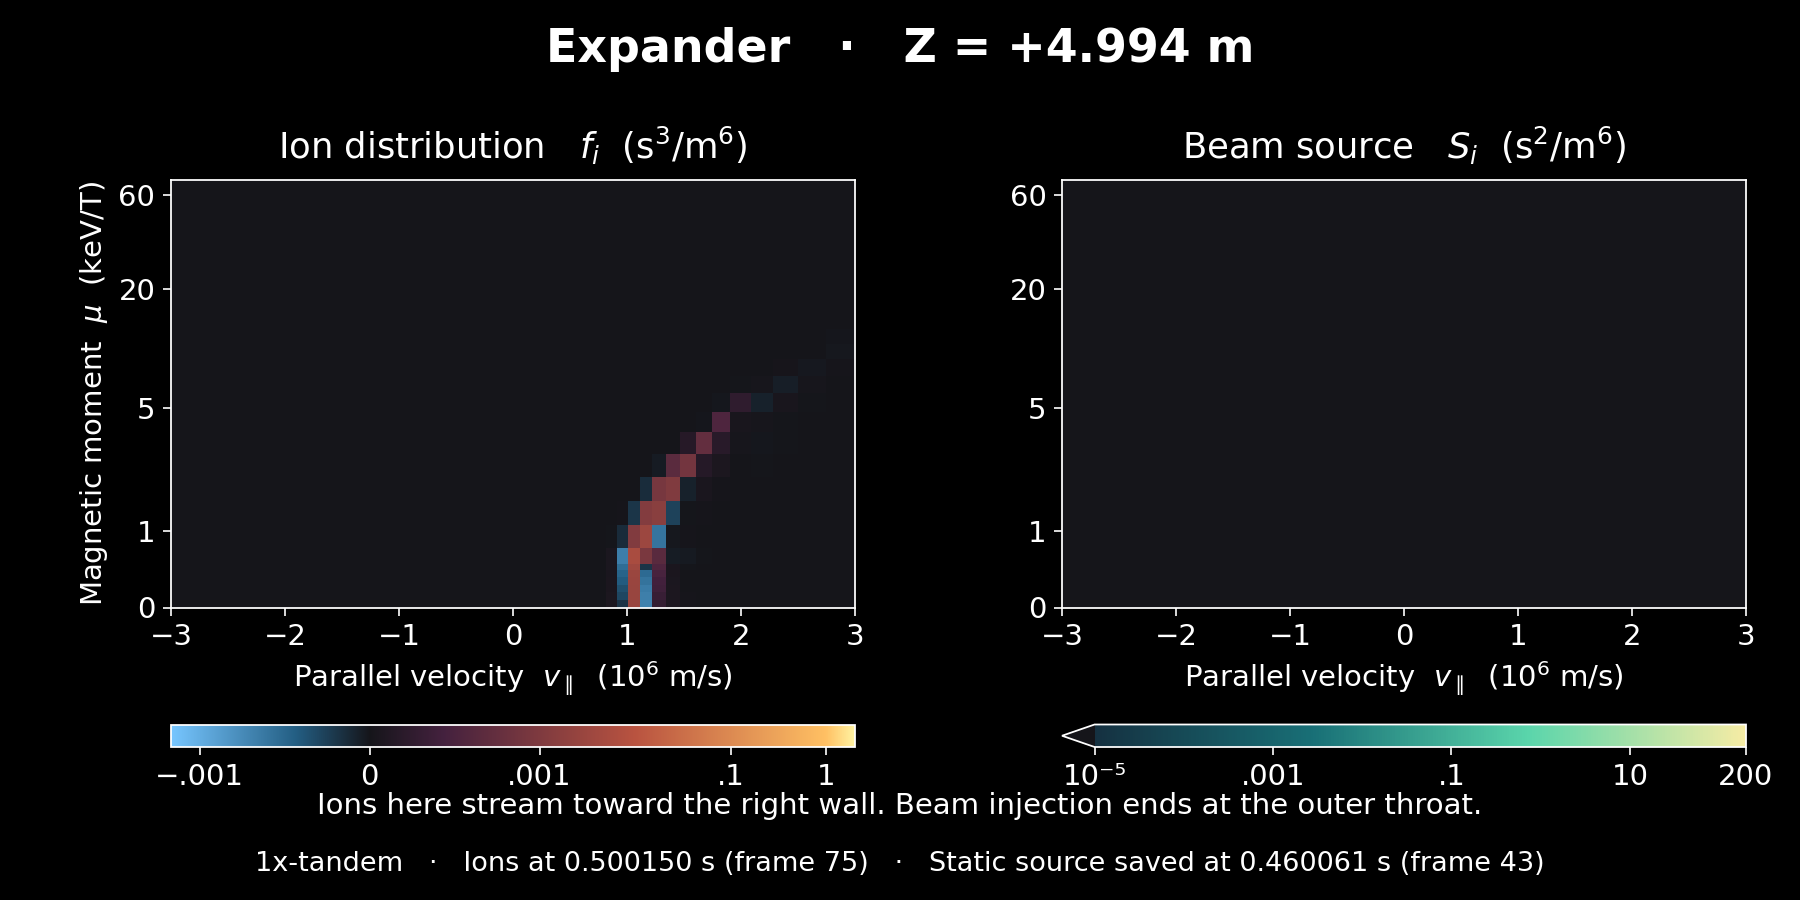 Expander · Z = +4.994 m
Ion distribution f_i (s³/m⁶)
Magnetic moment μ (keV/T)
60
20
5
1
0
−3 −2 −1 0 1 2 3
Parallel velocity v_∥ (10⁶ m/s)
−.001 0 .001 .1 1
Beam source S_i (s²/m⁶)
60
20
5
1
0
−3 −2 −1 0 1 2 3
Parallel velocity v_∥ (10⁶ m/s)
10⁻⁵ .001 .1 10 200
Ions here stream toward the right wall. Beam injection ends at the outer throat.
1x-tandem · Ions at 0.500150 s (frame 75) · Static source saved at 0.460061 s (frame 43)